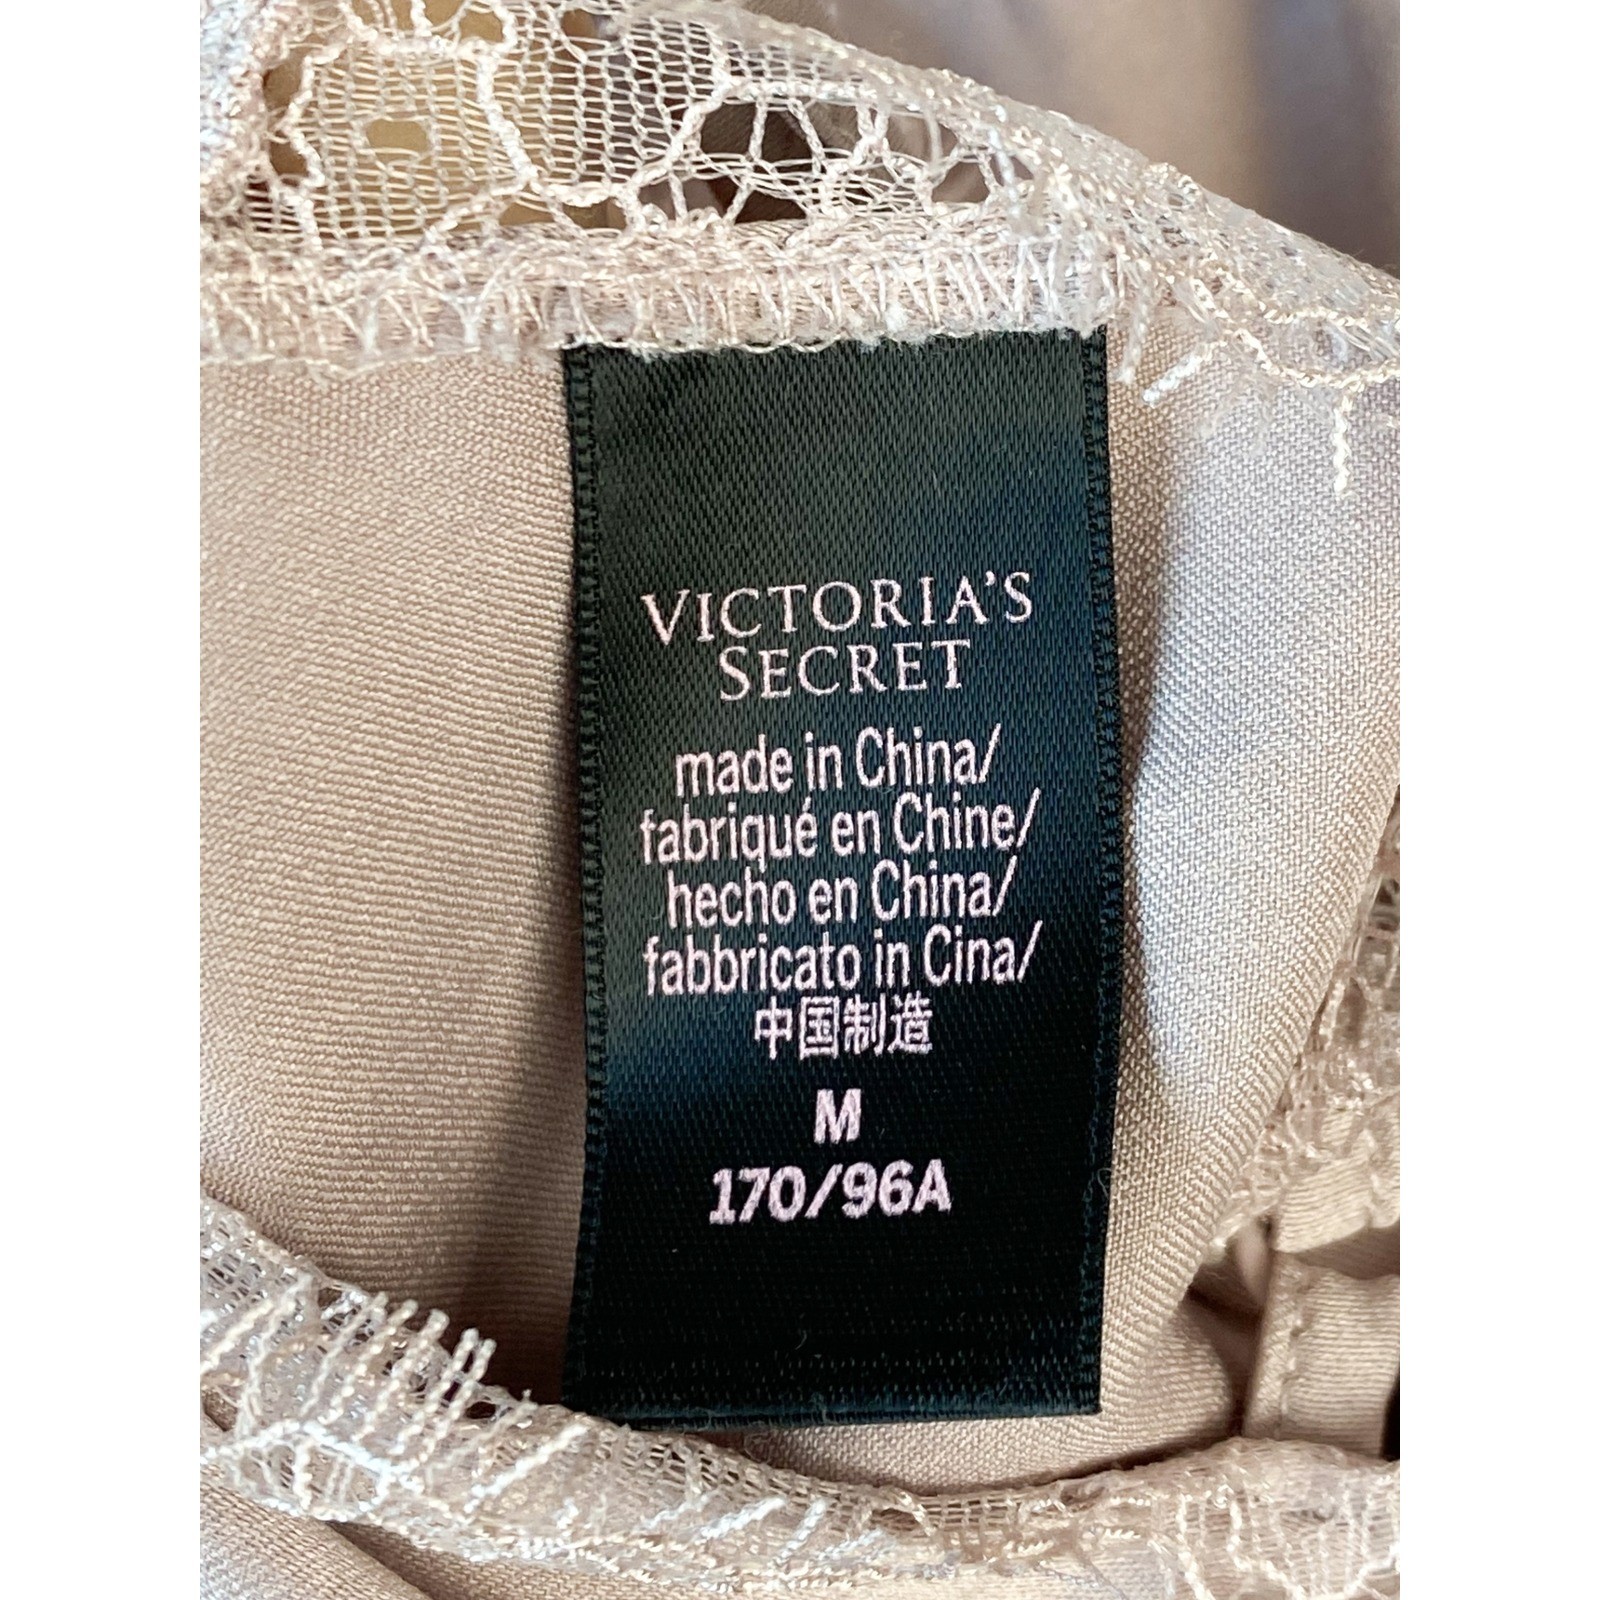 VICTORIA'S
SECRET
made in China/
fabriqué en Chine/
hecho en China/
fabbricato in Cina/
中国制造
M
170/96A